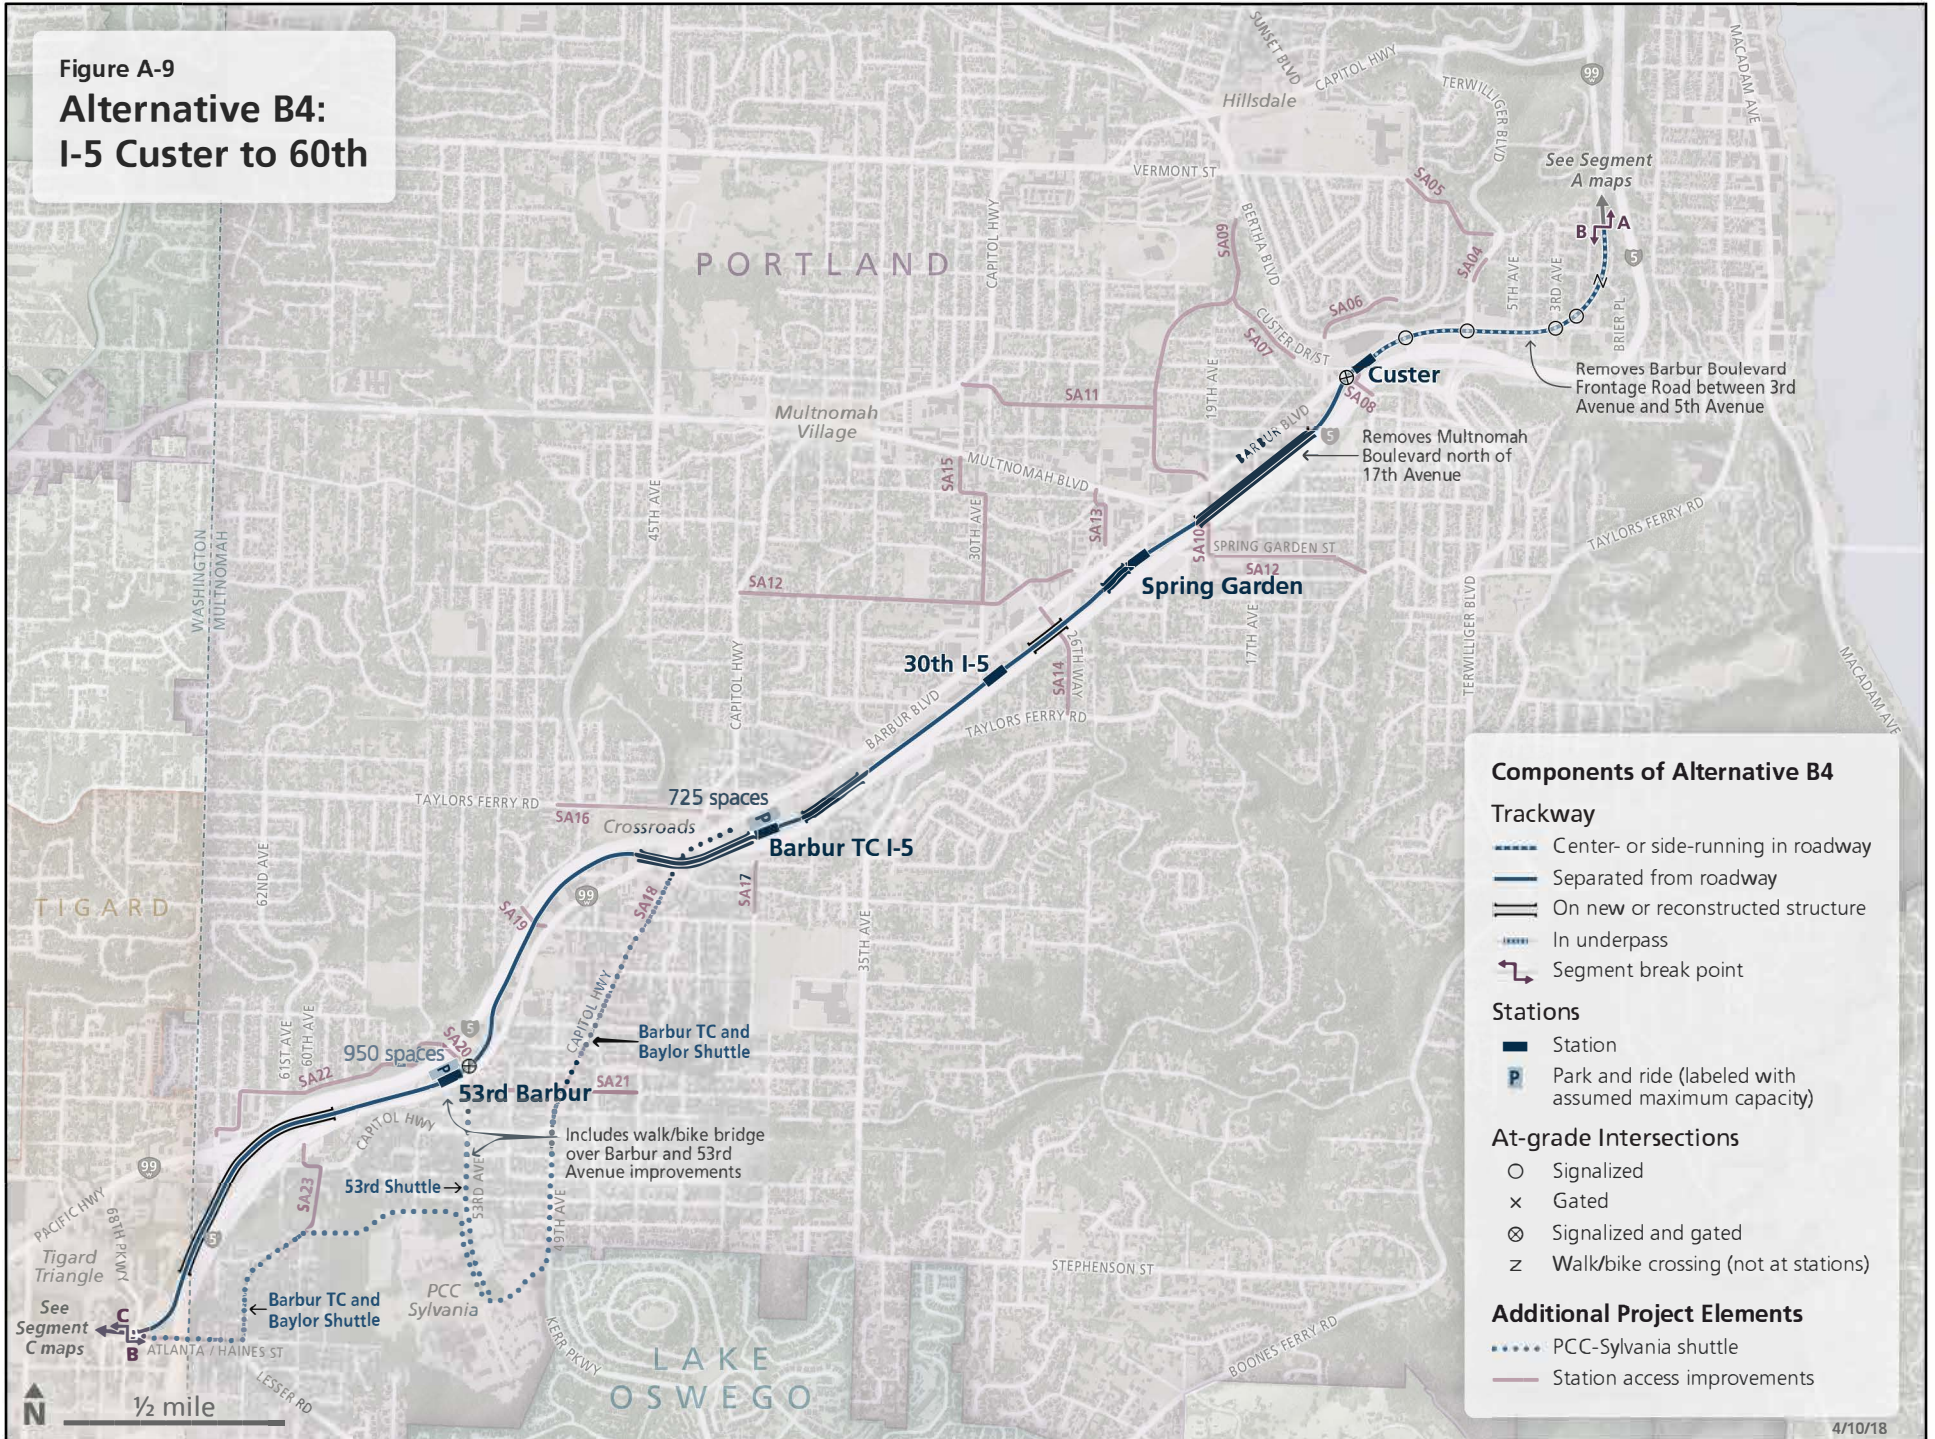 Figure A-9
Alternative B4:
I-5 Custer to 60th
SUNSET BLVD
CAPITOL HWY
Hillsdale
TERWILLIGER BLVD
99
W
MACADAM AVE
VERMONT ST
See Segment
A maps
SA05
B
A
SA09
BERTHA BLVD
CAPITOL HWY
PORTLAND
SA04
5TH AVE
3RD AVE
5
BRIER PL
SA06
CUSTER DR/ST
SA07
Custer
SA08
Removes Barbur Boulevard
Frontage Road between 3rd
Avenue and 5th Avenue
SA11
19TH AVE
Multnomah
Village
BARBUR BLVD
5
Removes Multnomah
Boulevard north of
17th Avenue
SA15
MULTNOMAH BLVD
45TH AVE
30TH AVE
SA13
SA10
SPRING GARDEN ST
SA12
TAYLORS FERRY RD
WASHINGTON
MULTNOMAH
SA12
Spring Garden
17TH AVE
TERWILLIGER BLVD
26TH WAY
SA14
30th I-5
CAPITOL HWY
BARBUR BLVD
TAYLORS FERRY RD
MACADAM AVE
TAYLORS FERRY RD
SA16
725 spaces
P
Crossroads
Barbur TC I-5
62ND AVE
TIGARD
99
W
SA19
SA18
SA17
35TH AVE
CAPITOL HWY
61ST AVE
60TH AVE
5
SA20
950 spaces
P
SA22
53rd Barbur
SA21
Barbur TC and
Baylor Shuttle
CAPITOL HWY
Includes walk/bike bridge
over Barbur and 53rd
Avenue improvements
99
W
SA23
53rd Shuttle
53RD AVE
49TH AVE
PACIFIC HWY
68TH PKWY
5
Tigard
Triangle
PCC
Sylvania
STEPHENSON ST
See
Segment
C maps
C
B
Barbur TC and
Baylor Shuttle
ATLANTA / HAINES ST
LESSER RD
KERR PKWY
LAKE
OSWEGO
BOONES FERRY RD
N
½ mile
Components of Alternative B4
Trackway
Center- or side-running in roadway
Separated from roadway
On new or reconstructed structure
In underpass
Segment break point
Stations
Station
P
Park and ride (labeled with
assumed maximum capacity)
At-grade Intersections
Signalized
Gated
Signalized and gated
Walk/bike crossing (not at stations)
Additional Project Elements
PCC-Sylvania shuttle
Station access improvements
4/10/18